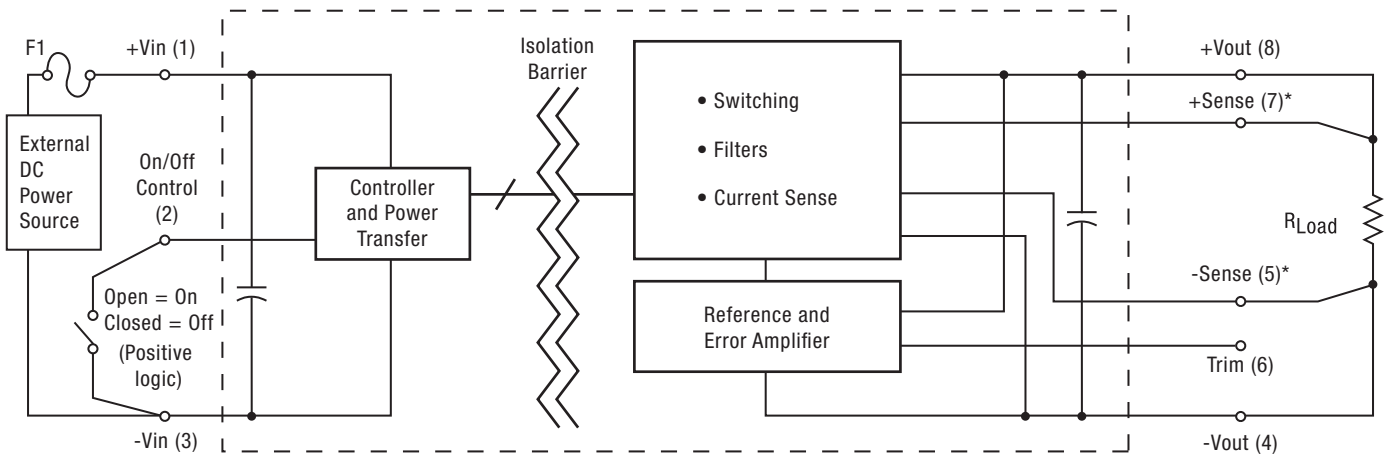 F1
+Vin (1)
External
DC
Power
Source
On/Off
Control
(2)
Open = On
Closed = Off
(Positive
logic)
-Vin (3)
Controller
and Power
Transfer
Isolation
Barrier
• Switching
• Filters
• Current Sense
Reference and
Error Amplifier
+Vout (8)
+Sense (7)*
RLoad
-Sense (5)*
Trim (6)
-Vout (4)